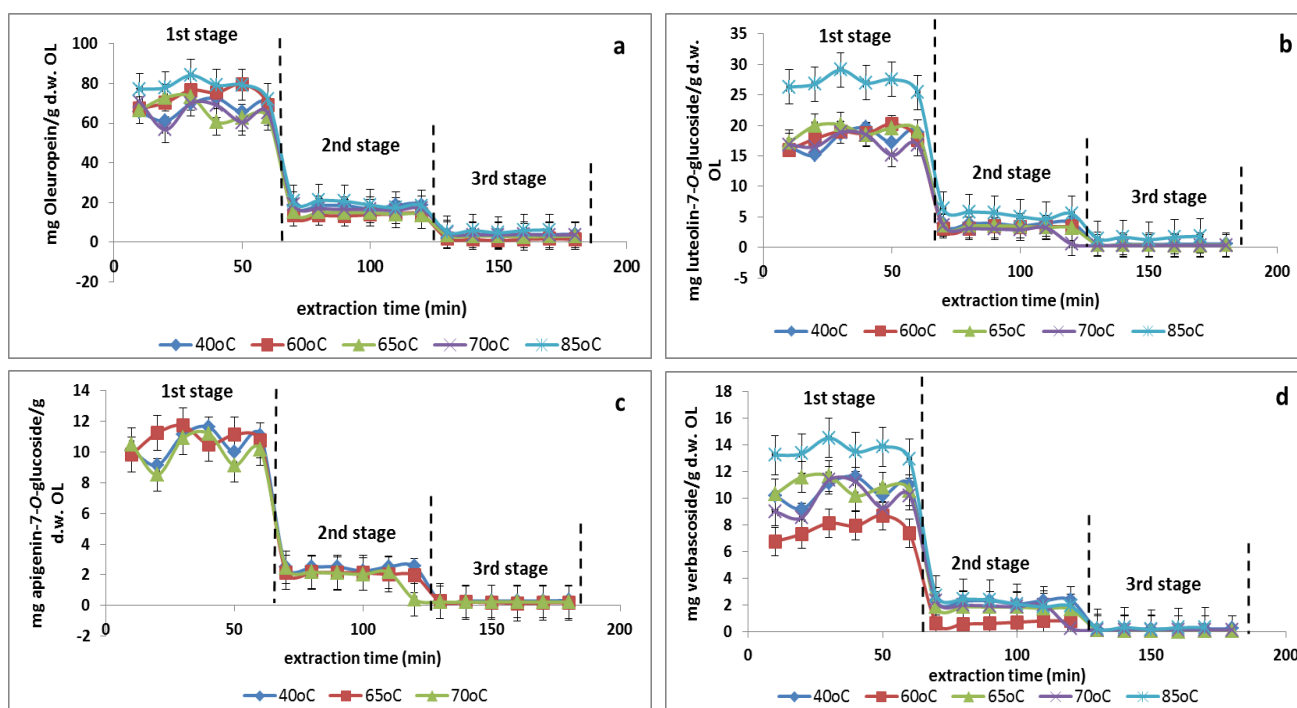 a
1st stage
2nd stage
3rd stage
mg Oleuropein/g d.w. OL
100
80
60
40
20
0
-20
0
50
100
150
200
extraction time (min)
40oC 60oC 65oC 70oC 85oC
b
1st stage
2nd stage
3rd stage
mg luteolin-7-O-glucoside/g d.w.
OL
35
30
25
20
15
10
5
0
-5
0
50
100
150
200
extraction time (min)
40oC 60oC 65oC 70oC 85oC
c
1st stage
2nd stage
3rd stage
mg apigenin-7-O-glucoside/g
d.w. OL
14
12
10
8
6
4
2
0
-2
0
50
100
150
200
extraction time (min)
40oC 65oC 70oC
d
1st stage
2nd stage
3rd stage
mg verbascoside/g d.w. OL
18
16
14
12
10
8
6
4
2
0
0
50
100
150
200
extraction time (min)
40oC 60oC 65oC 70oC 85oC